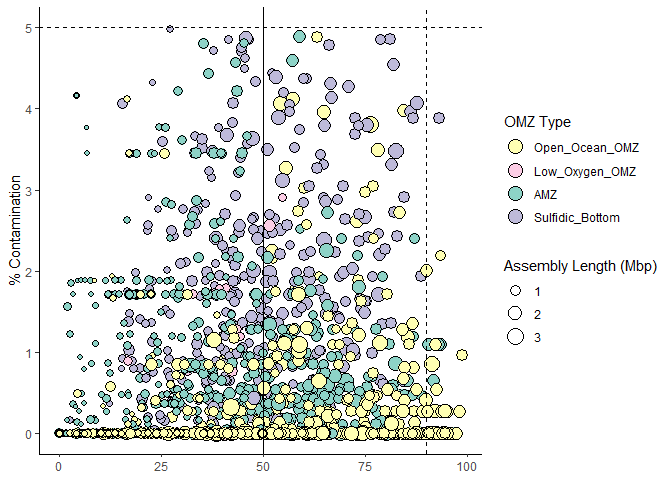 5
4
3
2
1
0
% Contamination
0
25
50
75
100
OMZ Type
Open_Ocean_OMZ
Low_Oxygen_OMZ
AMZ
Sulfidic_Bottom
Assembly Length (Mbp)
1
2
3